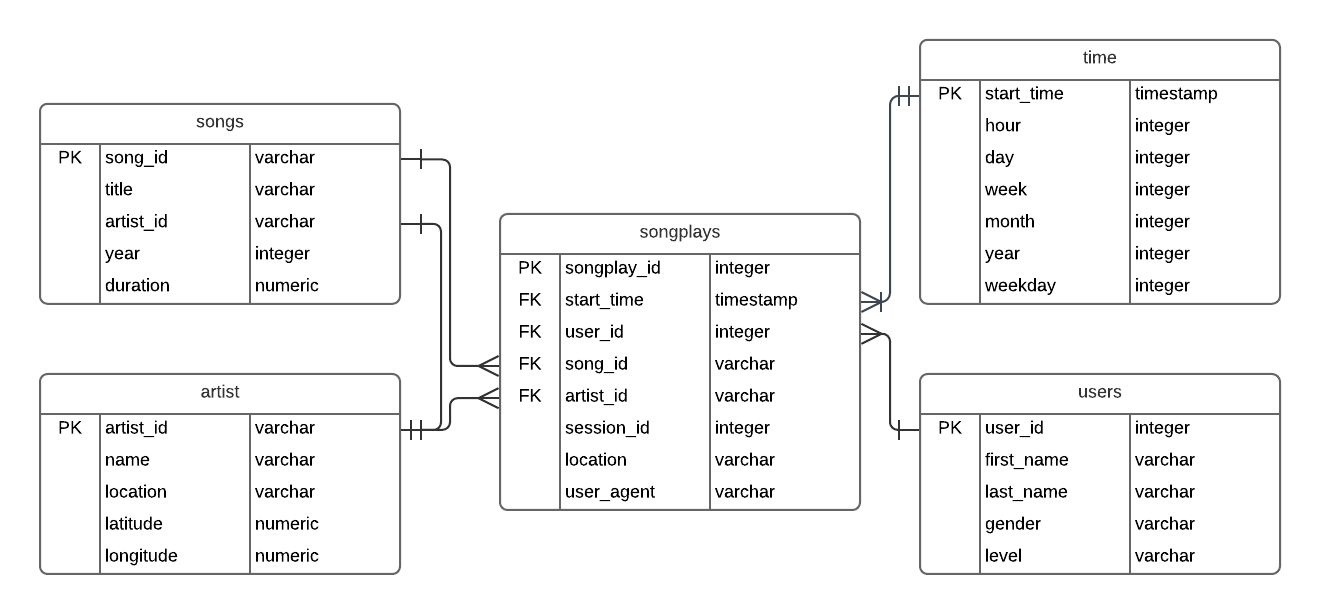 songs
PK song_id varchar
title varchar
artist_id varchar
year integer
duration numeric
artist
PK artist_id varchar
name varchar
location varchar
latitude numeric
longitude numeric
songplays
PK songplay_id integer
FK start_time timestamp
FK user_id integer
FK song_id varchar
FK artist_id varchar
session_id integer
location varchar
user_agent varchar
time
PK start_time timestamp
hour integer
day integer
week integer
month integer
year integer
weekday integer
users
PK user_id integer
first_name varchar
last_name varchar
gender varchar
level varchar